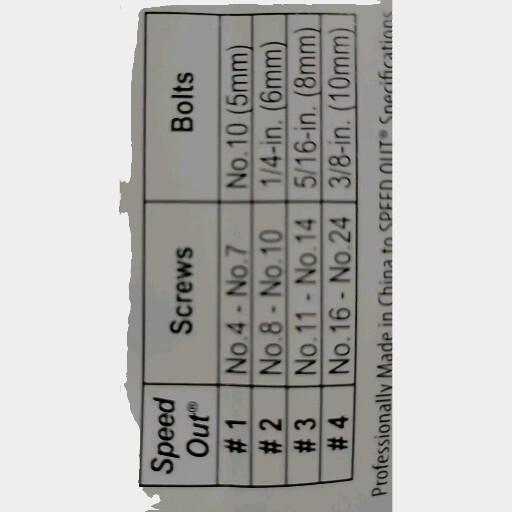 Speed Out® Screws Bolts
#1 No.4 - No.7 No.10 (5mm)
#2 No.8 - No.10 1/4-in. (6mm)
#3 No.11 - No.14 5/16-in. (8mm)
#4 No.16 - No.24 3/8-in. (10mm)
Professionally Made in China to SPEED OUT® Specifications